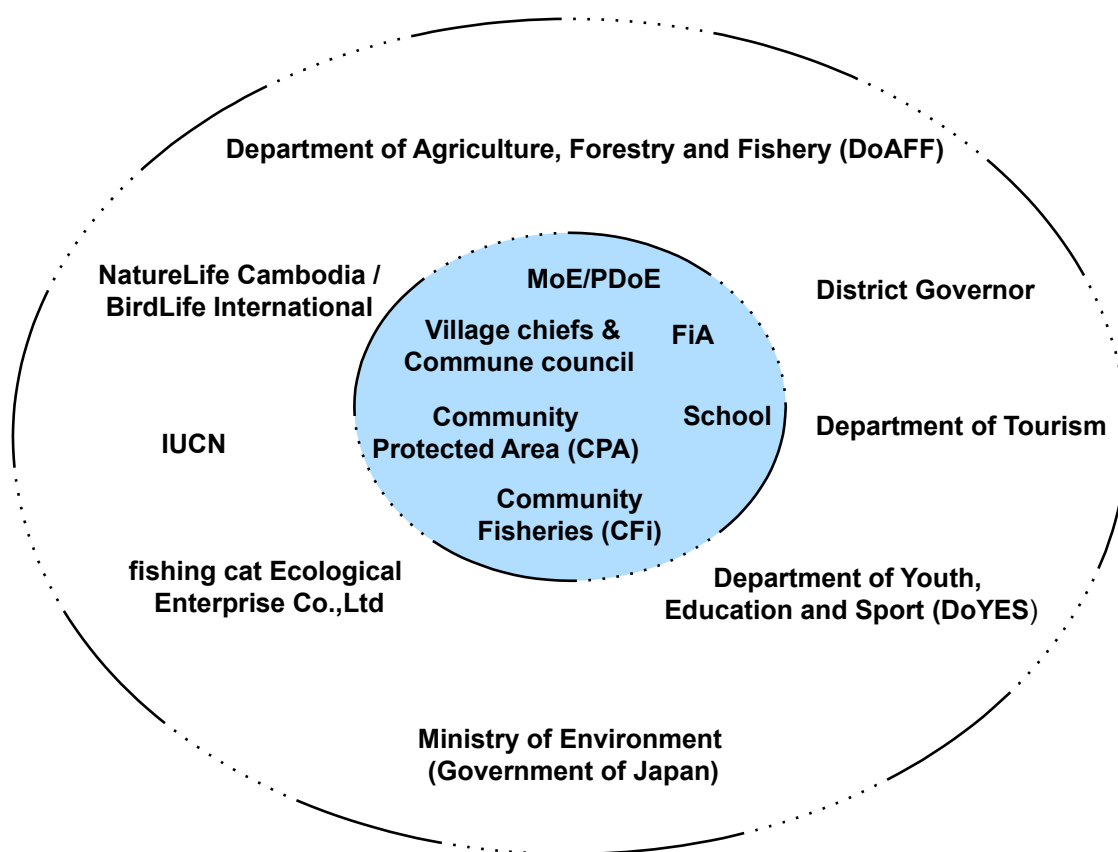 Department of Agriculture, Forestry and Fishery (DoAFF)
NatureLife Cambodia /
BirdLife International
MoE/PDoE
District Governor
Village chiefs &
Commune council
FiA
Community
Protected Area (CPA)
School
Department of Tourism
IUCN
Community
Fisheries (CFi)
fishing cat Ecological
Enterprise Co.,Ltd
Department of Youth,
Education and Sport (DoYES)
Ministry of Environment
(Government of Japan)